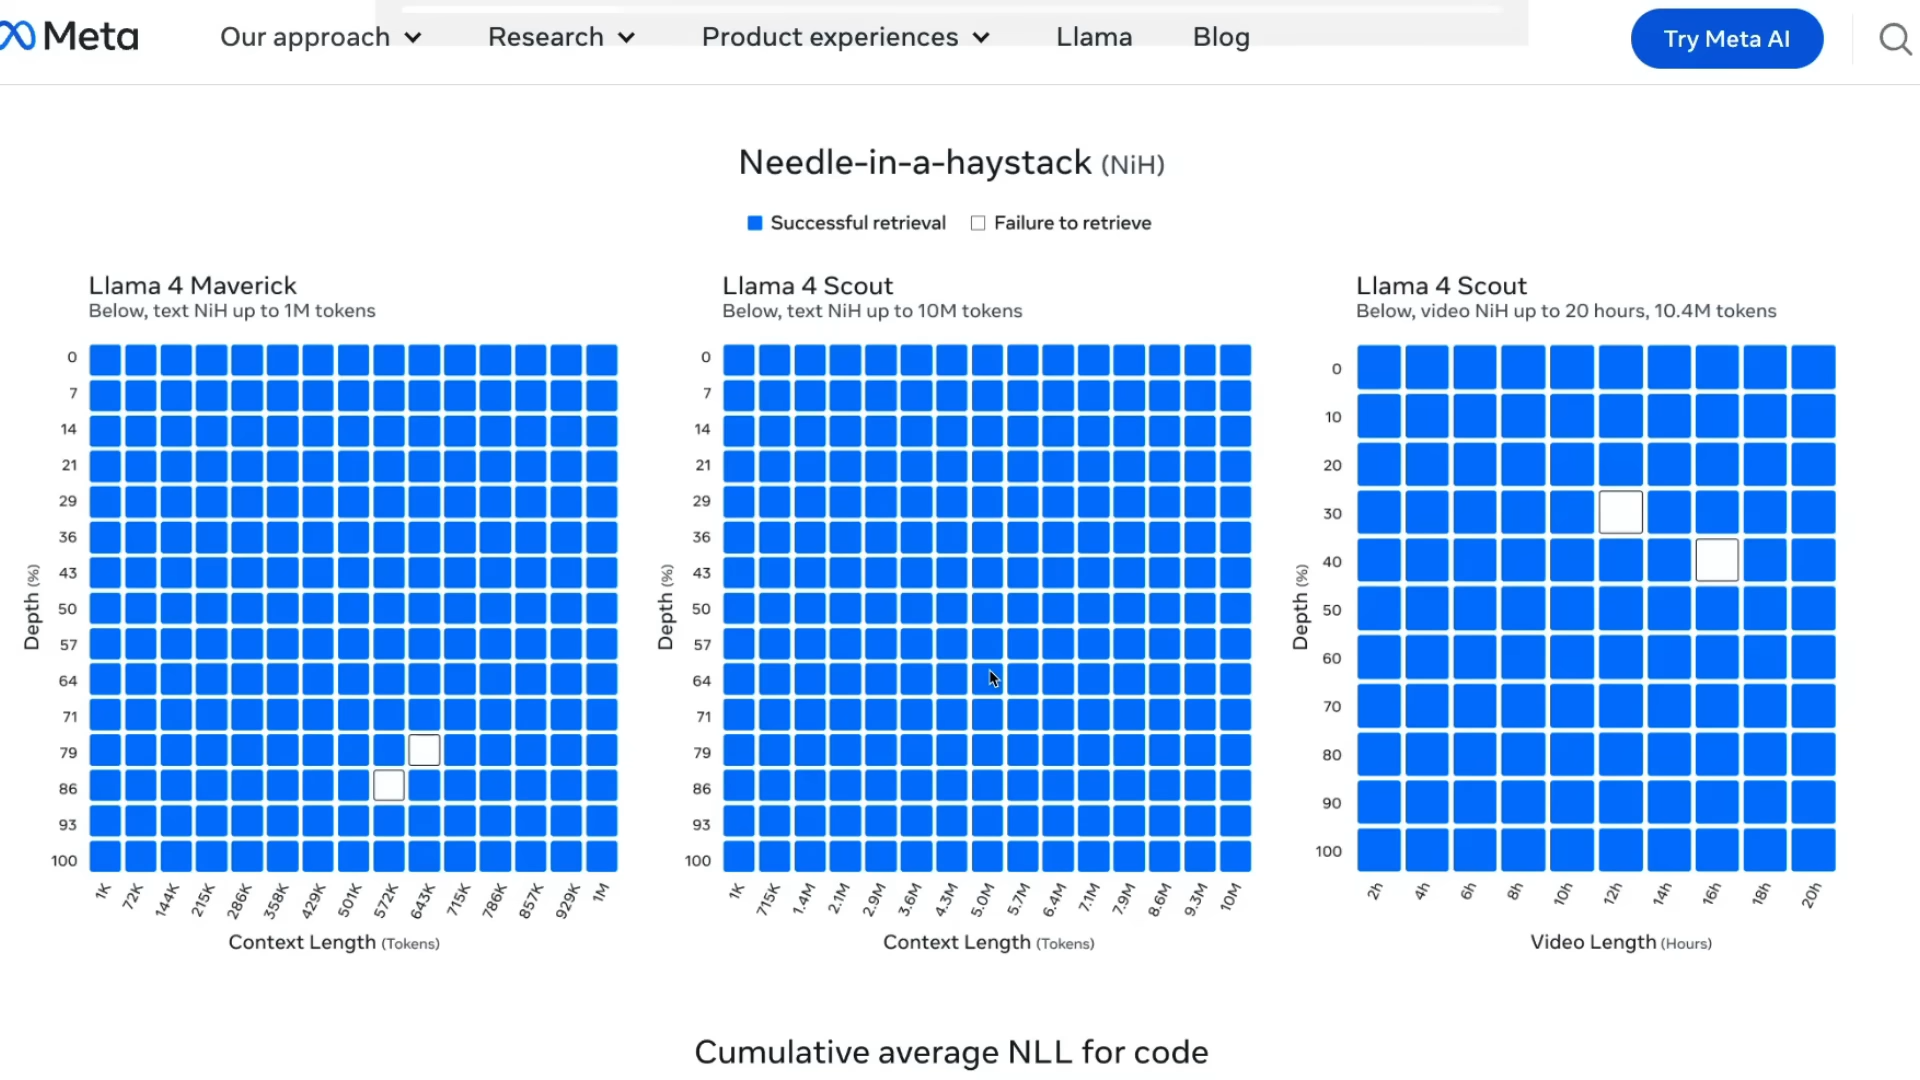 Meta
Our approach
Research
Product experiences
Llama
Blog
Try Meta AI
Needle-in-a-haystack (NiH)
Successful retrieval
Failure to retrieve
Llama 4 Maverick
Below, text NiH up to 1M tokens
Depth (%)
0
7
14
21
29
36
43
50
57
64
71
79
86
93
100
1K 72K 144K 215K 286K 358K 429K 501K 572K 643K 715K 786K 857K 929K 1M
Context Length (Tokens)
Llama 4 Scout
Below, text NiH up to 10M tokens
Depth (%)
0
7
14
21
29
36
43
50
57
64
71
79
86
93
100
1K 715K 1.4M 2.1M 2.9M 3.6M 4.3M 5.0M 5.7M 6.4M 7.1M 7.9M 8.6M 9.3M 10M
Context Length (Tokens)
Llama 4 Scout
Below, video NiH up to 20 hours, 10.4M tokens
Depth (%)
0
10
20
30
40
50
60
70
80
90
100
2h 4h 6h 8h 10h 12h 14h 16h 18h 20h
Video Length (Hours)
Cumulative average NLL for code